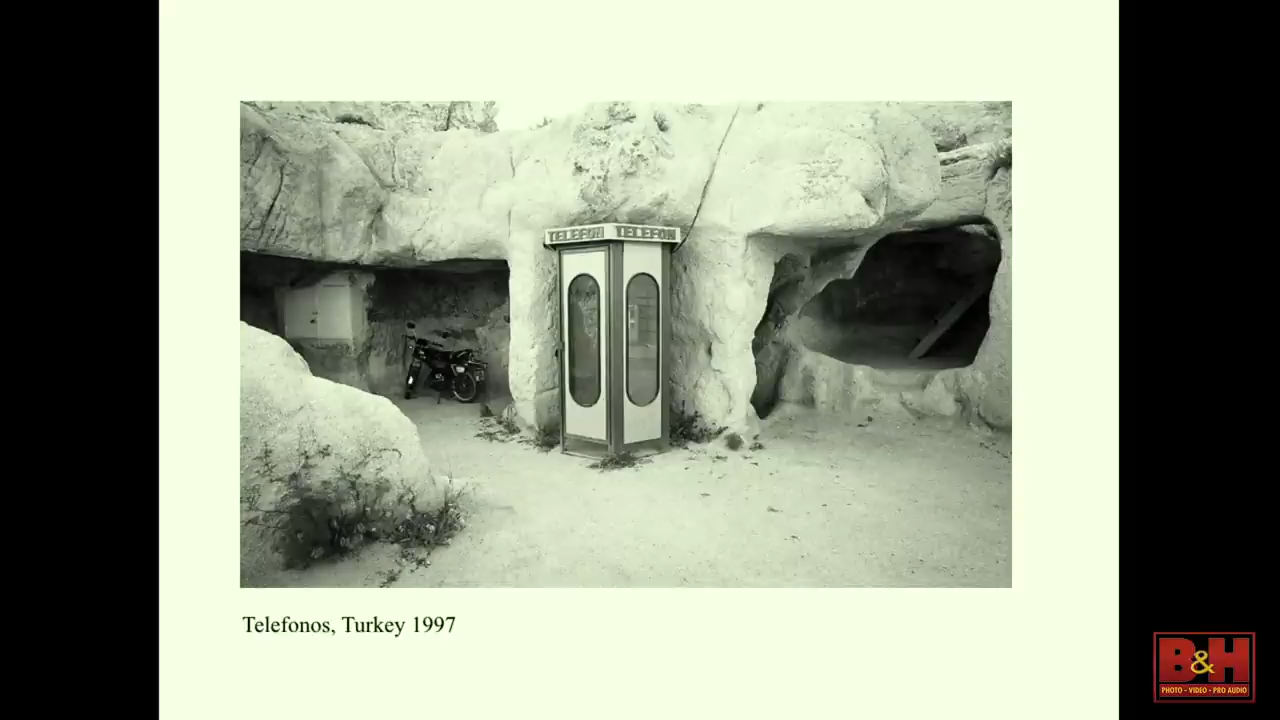 TELEFON TELEFON
Telefonos, Turkey 1997
B&H
PHOTO - VIDEO - PRO AUDIO